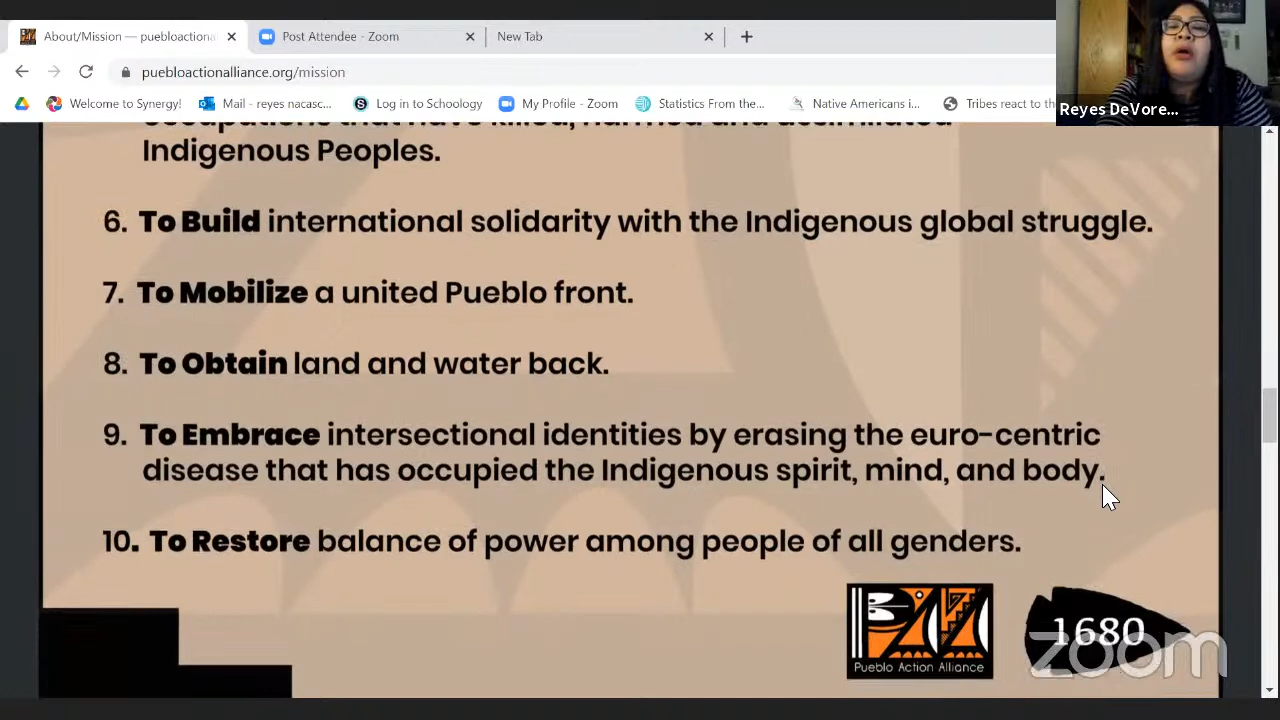 About/Mission — puebloactional
Post Attendee - Zoom
New Tab
puebloactionalliance.org/mission
Welcome to Synergy!
Mail - reyes nacasc...
Log in to Schoology
My Profile - Zoom
Statistics From the...
Native Americans i...
Tribes react to th
Reyes DeVore...
Indigenous Peoples.
6. To Build international solidarity with the Indigenous global struggle.
7. To Mobilize a united Pueblo front.
8. To Obtain land and water back.
9. To Embrace intersectional identities by erasing the euro-centric
disease that has occupied the Indigenous spirit, mind, and body.
10. To Restore balance of power among people of all genders.
Pueblo Action Alliance
1680
zoom